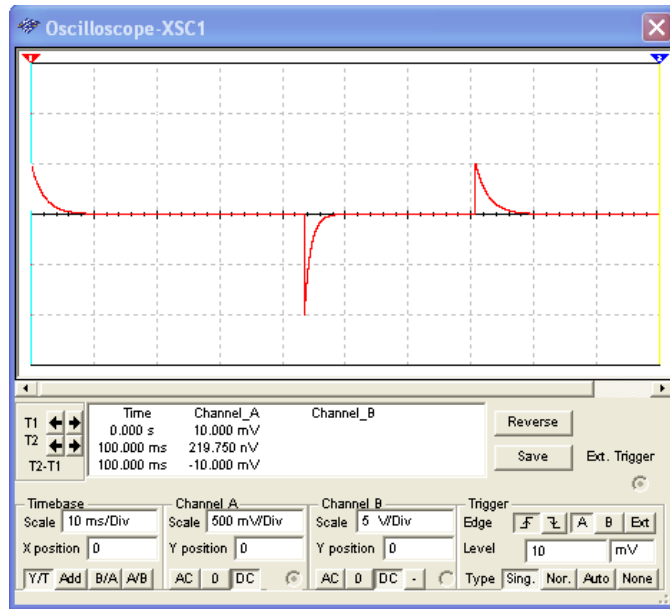 Oscilloscope-XSC1
1 2
Time Channel_A Channel_B
T1 0.000 s 10.000 mV
T2 100.000 ms 219.750 nV
T2-T1 100.000 ms -10.000 mV
Reverse
Save Ext. Trigger
Timebase Channel A Channel B Trigger
Scale 10 ms/Div Scale 500 mV/Div Scale 5 V/Div Edge A B Ext
X position 0 Y position 0 Y position 0 Level 10 mV
Y/T Add B/A A/B AC 0 DC AC 0 DC - Type Sing. Nor. Auto None